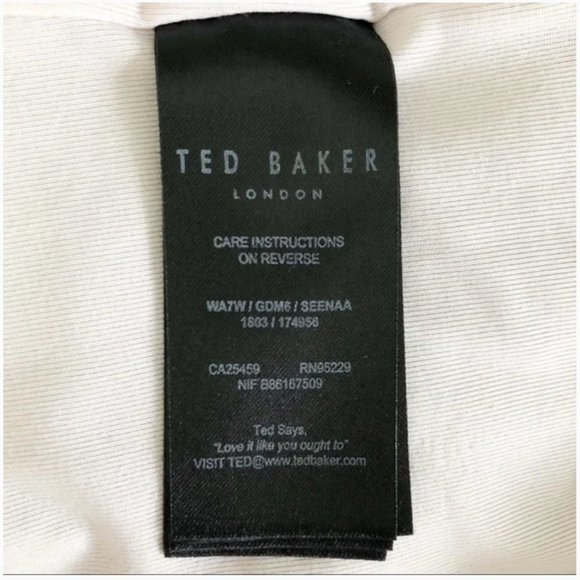 TED BAKER
LONDON
CARE INSTRUCTIONS
ON REVERSE
WA7W / GDM6 / SEENAA
1803 / 174956
CA25459 RN95229
NIF B86167509
Ted Says,
"Love it like you ought to"
VISIT TED@www.tedbaker.com